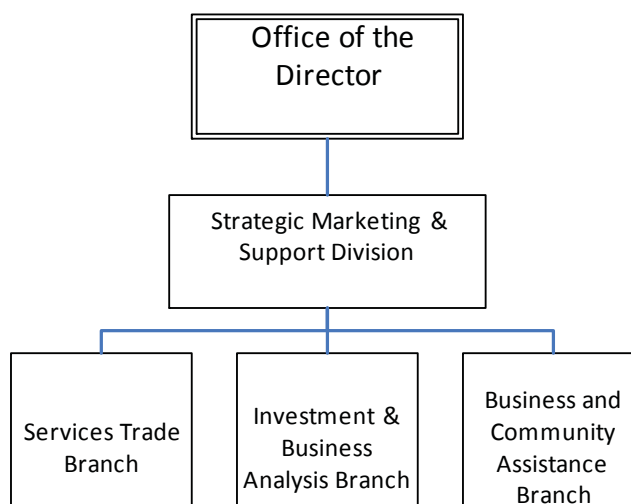 Office of the
Director
Strategic Marketing &
Support Division
Services Trade
Branch
Investment &
Business
Analysis Branch
Business and
Community
Assistance
Branch